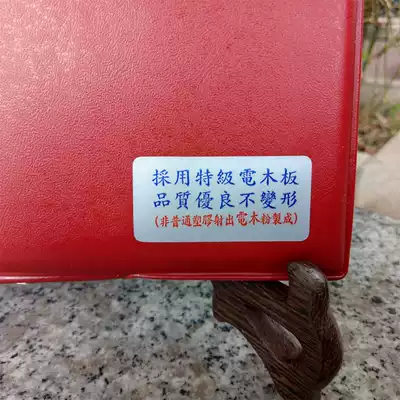 採用特級電木板
品質優良不變形
(非普通塑膠射出電木粉製成)